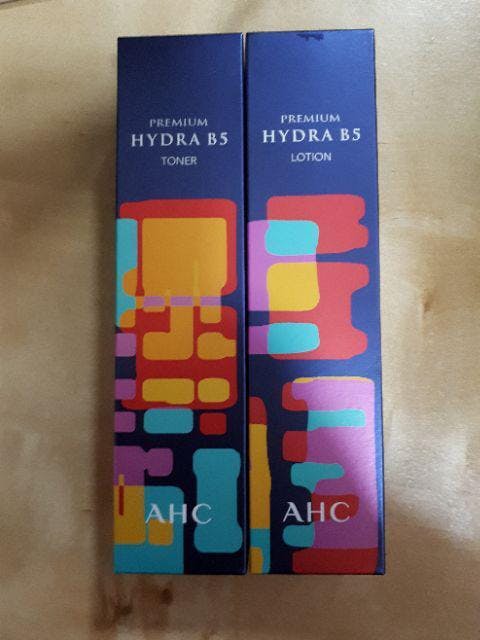 PREMIUM
HYDRA B5
TONER
AHC
PREMIUM
HYDRA B5
LOTION
AHC